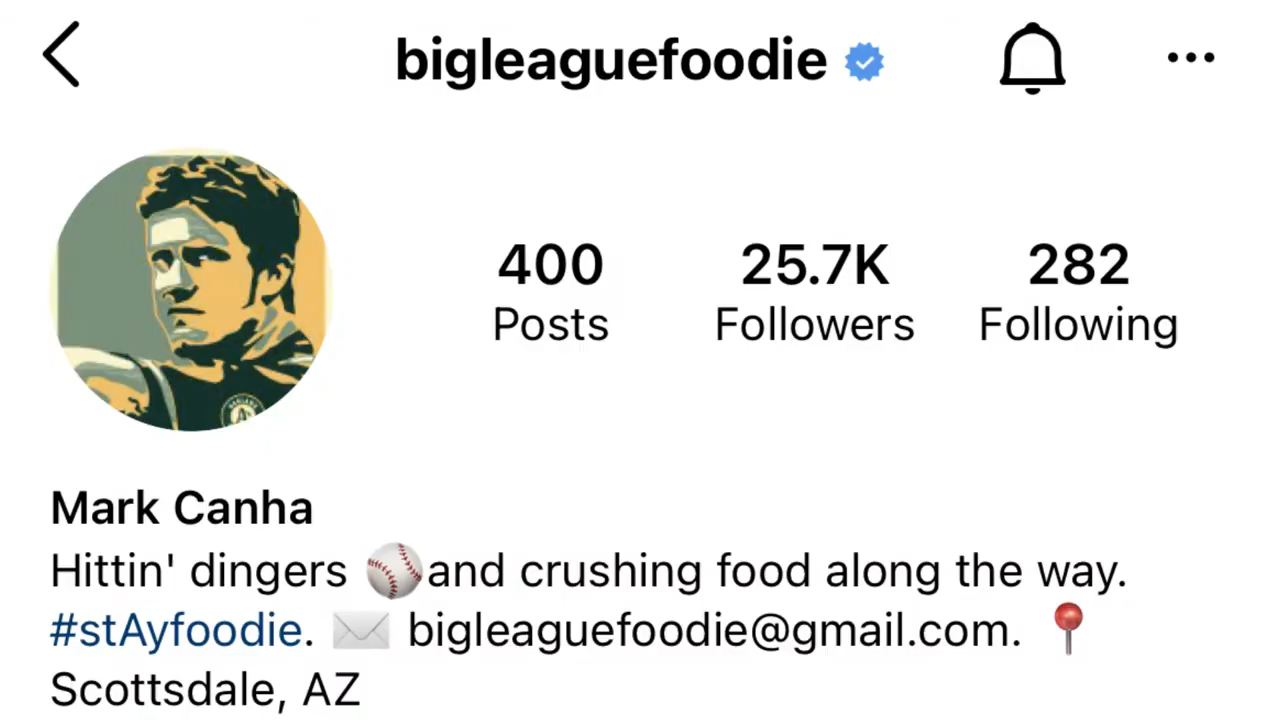 bigleaguefoodie
400 25.7K 282
Posts Followers Following
Mark Canha
Hittin' dingers ⚾and crushing food along the way.
#stAyfoodie. ✉️ bigleaguefoodie@gmail.com. 📍
Scottsdale, AZ